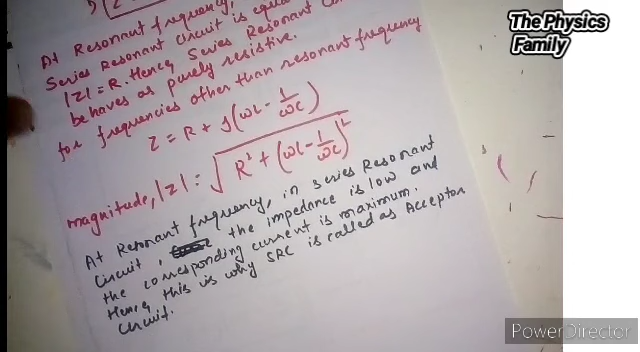 At Resonant frequency,
Series Resonant circuit is equal
|Z| = R. Hence Series Resonant
behaves as purely resistive.
for frequencies other than resonant frequency
Z = R + J(ωL - 1/ωC)
magnitude, |Z| = √(R² + (ωL - 1/ωC)²)
At Resonant frequency, in series Resonant
Circuit, the impedance is low and
the corresponding current is maximum.
Hence, this is why SRC is called as Acceptor
Circuit.
The Physics
Family
PowerDirector